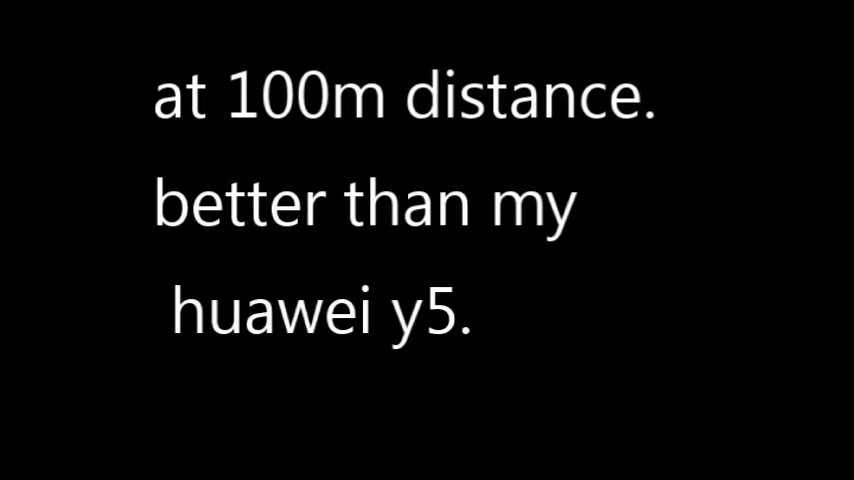 at 100m distance.
better than my
huawei y5.